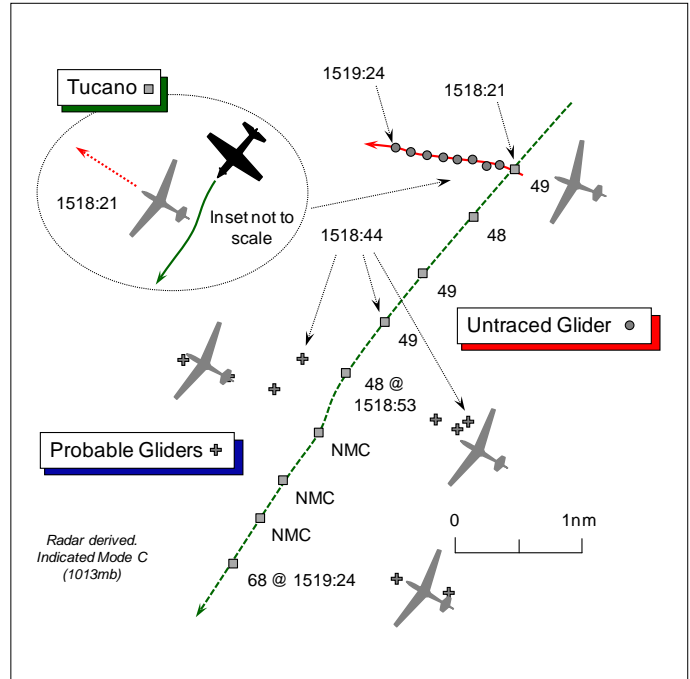 1519:24
1518:21
Tucano
1518:21
Inset not to
scale
49
48
1518:44
49
49
Untraced Glider
48 @
1518:53
Probable Gliders
NMC
NMC
NMC
0 1nm
Radar derived.
Indicated Mode C
(1013mb)
68 @ 1519:24